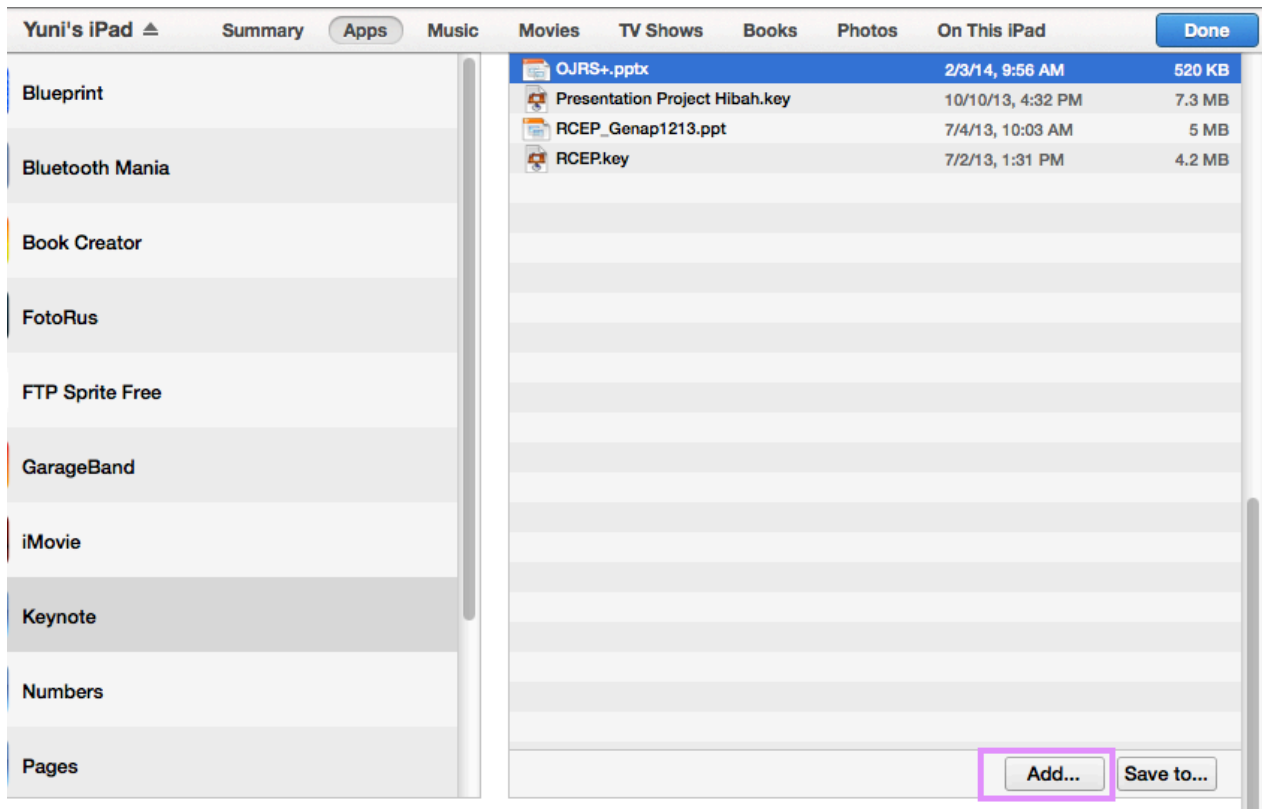 Yuni's iPad Summary Apps Music Movies TV Shows Books Photos On This iPad Done
Blueprint
Bluetooth Mania
Book Creator
FotoRus
FTP Sprite Free
GarageBand
iMovie
Keynote
Numbers
Pages
OJRS+.pptx 2/3/14, 9:56 AM 520 KB
Presentation Project Hibah.key 10/10/13, 4:32 PM 7.3 MB
RCEP_Genap1213.ppt 7/4/13, 10:03 AM 5 MB
RCEP.key 7/2/13, 1:31 PM 4.2 MB
Add... Save to...